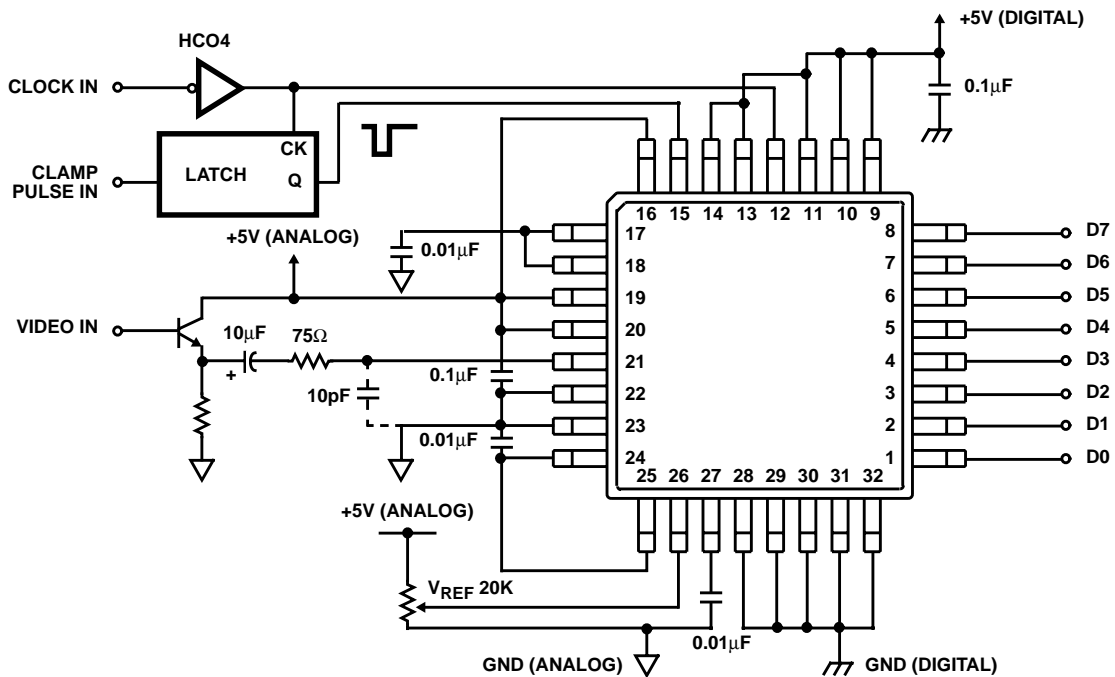 +5V (DIGITAL)
HCO4
CLOCK IN
0.1µF
CK
LATCH
Q
CLAMP
PULSE IN
16 15 14 13 12 11 10 9
+5V (ANALOG)
0.01µF
17
18
19
20
21
22
23
24
8
7
6
5
4
3
2
1
D7
D6
D5
D4
D3
D2
D1
D0
VIDEO IN
10µF
75Ω
+
10pF
0.1µF
0.01µF
25 26 27 28 29 30 31 32
+5V (ANALOG)
VREF 20K
0.01µF
GND (ANALOG)
GND (DIGITAL)